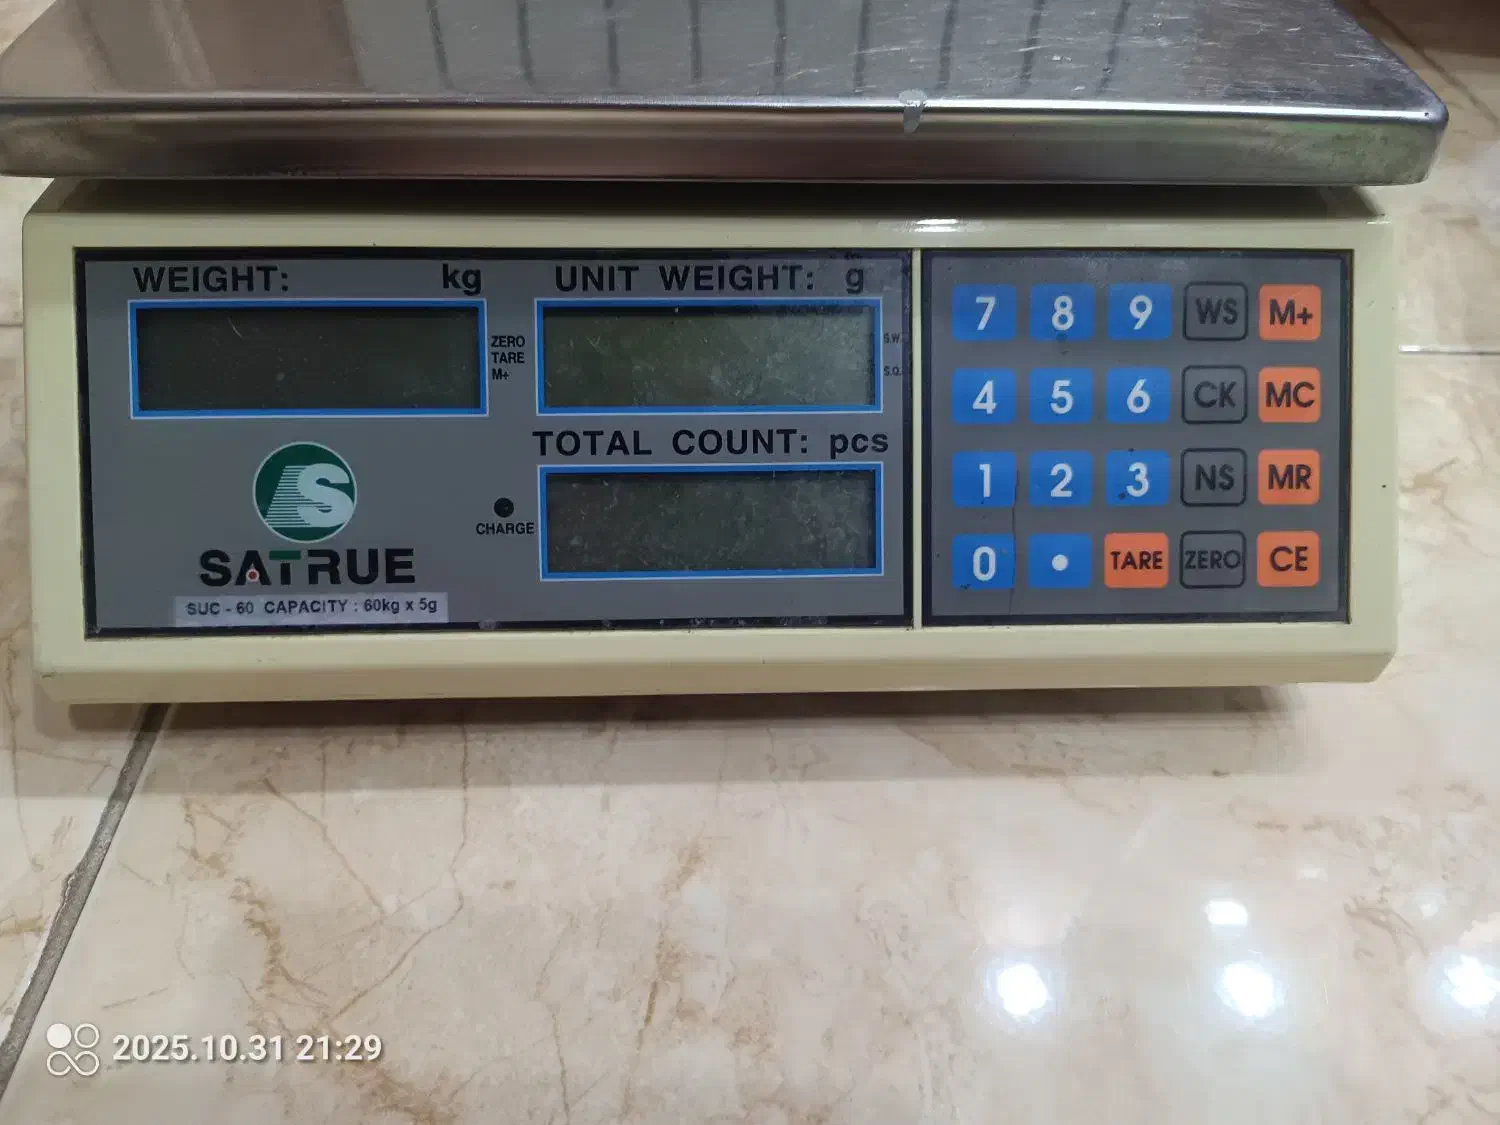 WEIGHT: kg
UNIT WEIGHT: g
ZERO
TARE
M+
S.W
S.Q.
TOTAL COUNT: pcs
CHARGE
S
SATRUE
SUC - 60 CAPACITY : 60kg x 5g
7 8 9 WS M+
4 5 6 CK MC
1 2 3 NS MR
0 . TARE ZERO CE
2025.10.31 21:29